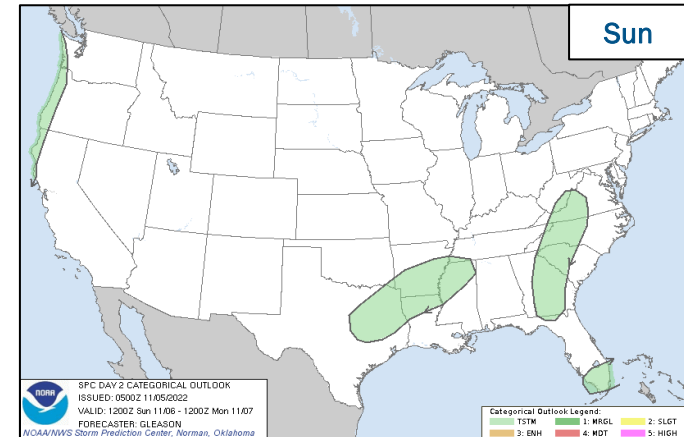 Sun
SPC DAY 2 CATEGORICAL OUTLOOK
ISSUED: 0500Z 11/05/2022
VALID: 1200Z Sun 11/06 - 1200Z Mon 11/07
FORECASTER: GLEASON
NOAA/NWS Storm Prediction Center, Norman, Oklahoma
NOAA
Categorical Outlook Legend:
TSTM 1: MRGL 2: SLGT
3: ENH 4: MDT 5: HIGH